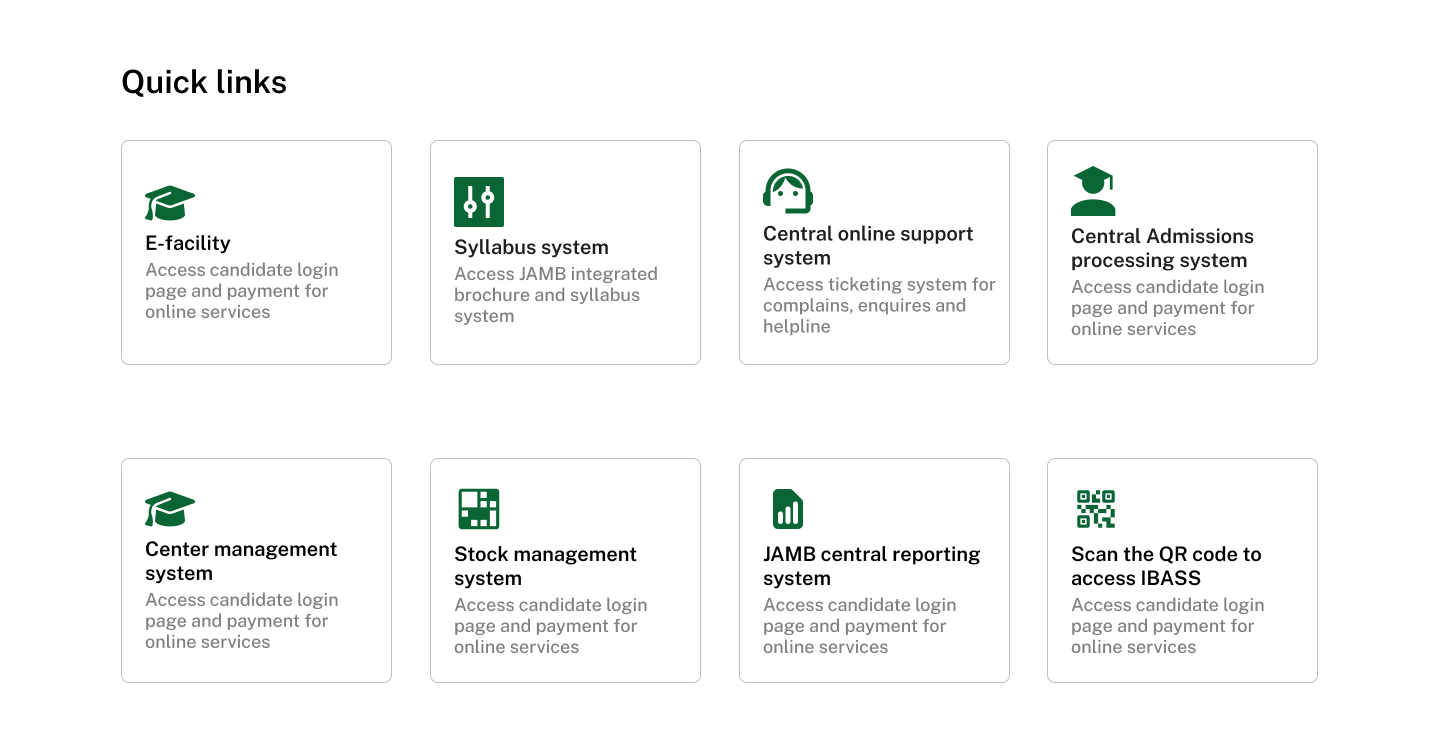 Quick links
E-facility
Access candidate login
page and payment for
online services
Syllabus system
Access JAMB integrated
brochure and syllabus
system
Central online support
system
Access ticketing system for
complains, enquires and
helpline
Central Admissions
processing system
Access candidate login
page and payment for
online services
Center management
system
Access candidate login
page and payment for
online services
Stock management
system
Access candidate login
page and payment for
online services
JAMB central reporting
system
Access candidate login
page and payment for
online services
Scan the QR code to
access IBASS
Access candidate login
page and payment for
online services